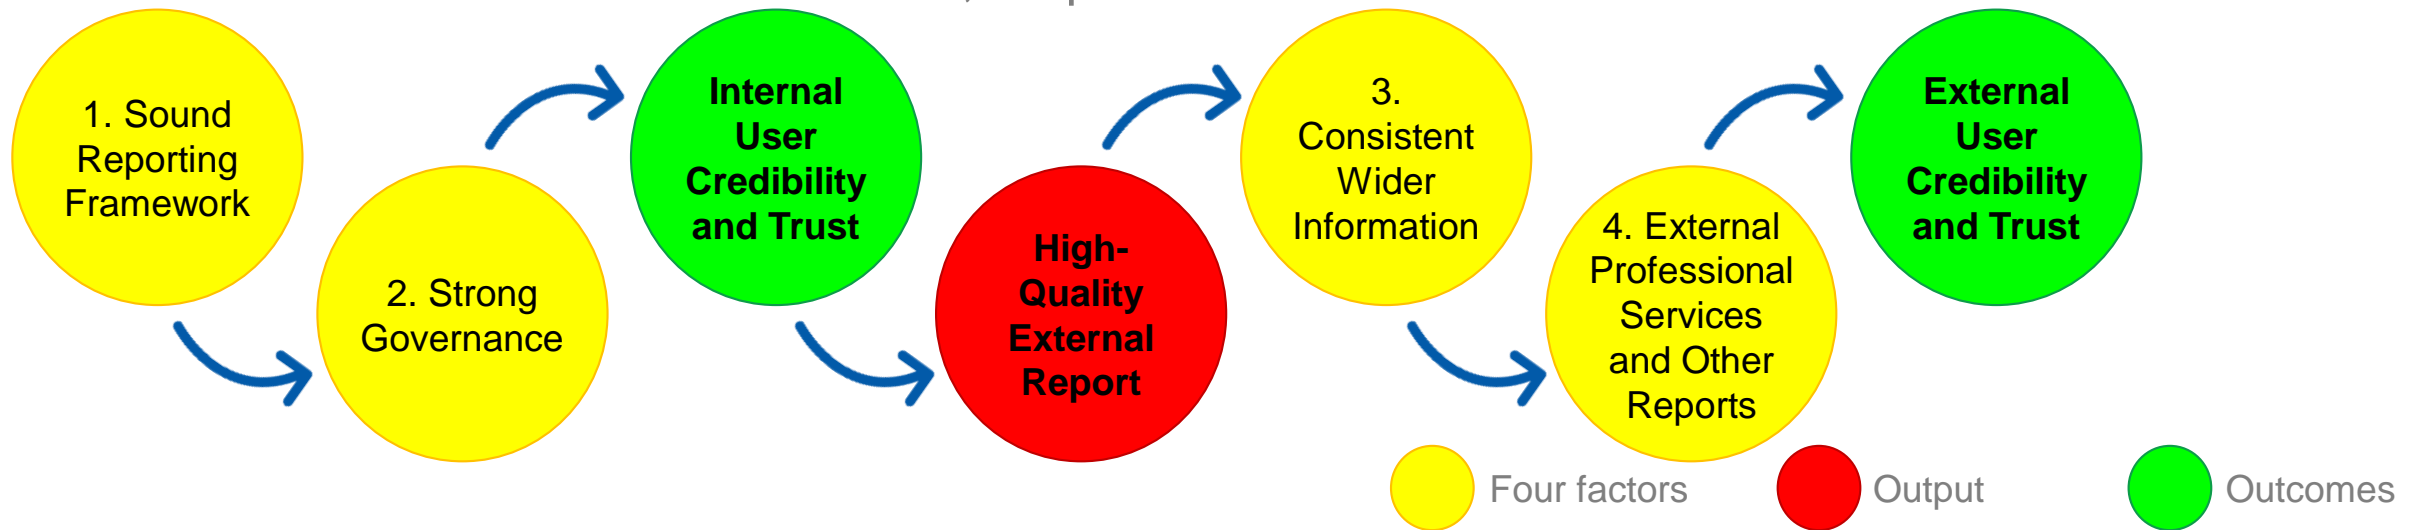 1. Sound
Reporting
Framework
2. Strong
Governance
Internal
User
Credibility
and Trust
High-
Quality
External
Report
3.
Consistent
Wider
Information
4. External
Professional
Services
and Other
Reports
External
User
Credibility
and Trust
Four factors
Output
Outcomes